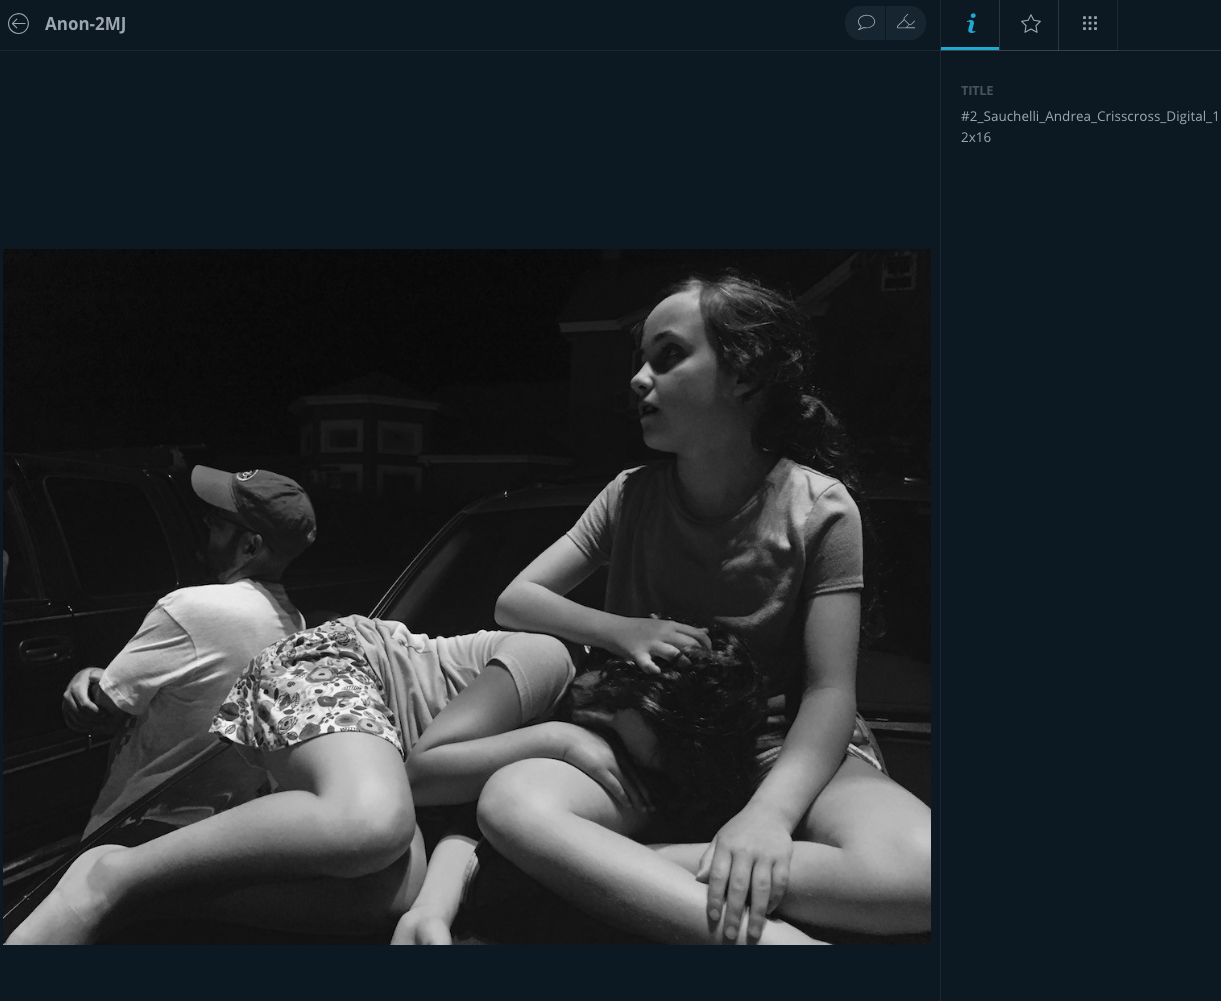 Anon-2MJ
TITLE
#2_Sauchelli_Andrea_Crisscross_Digital_1
2x16